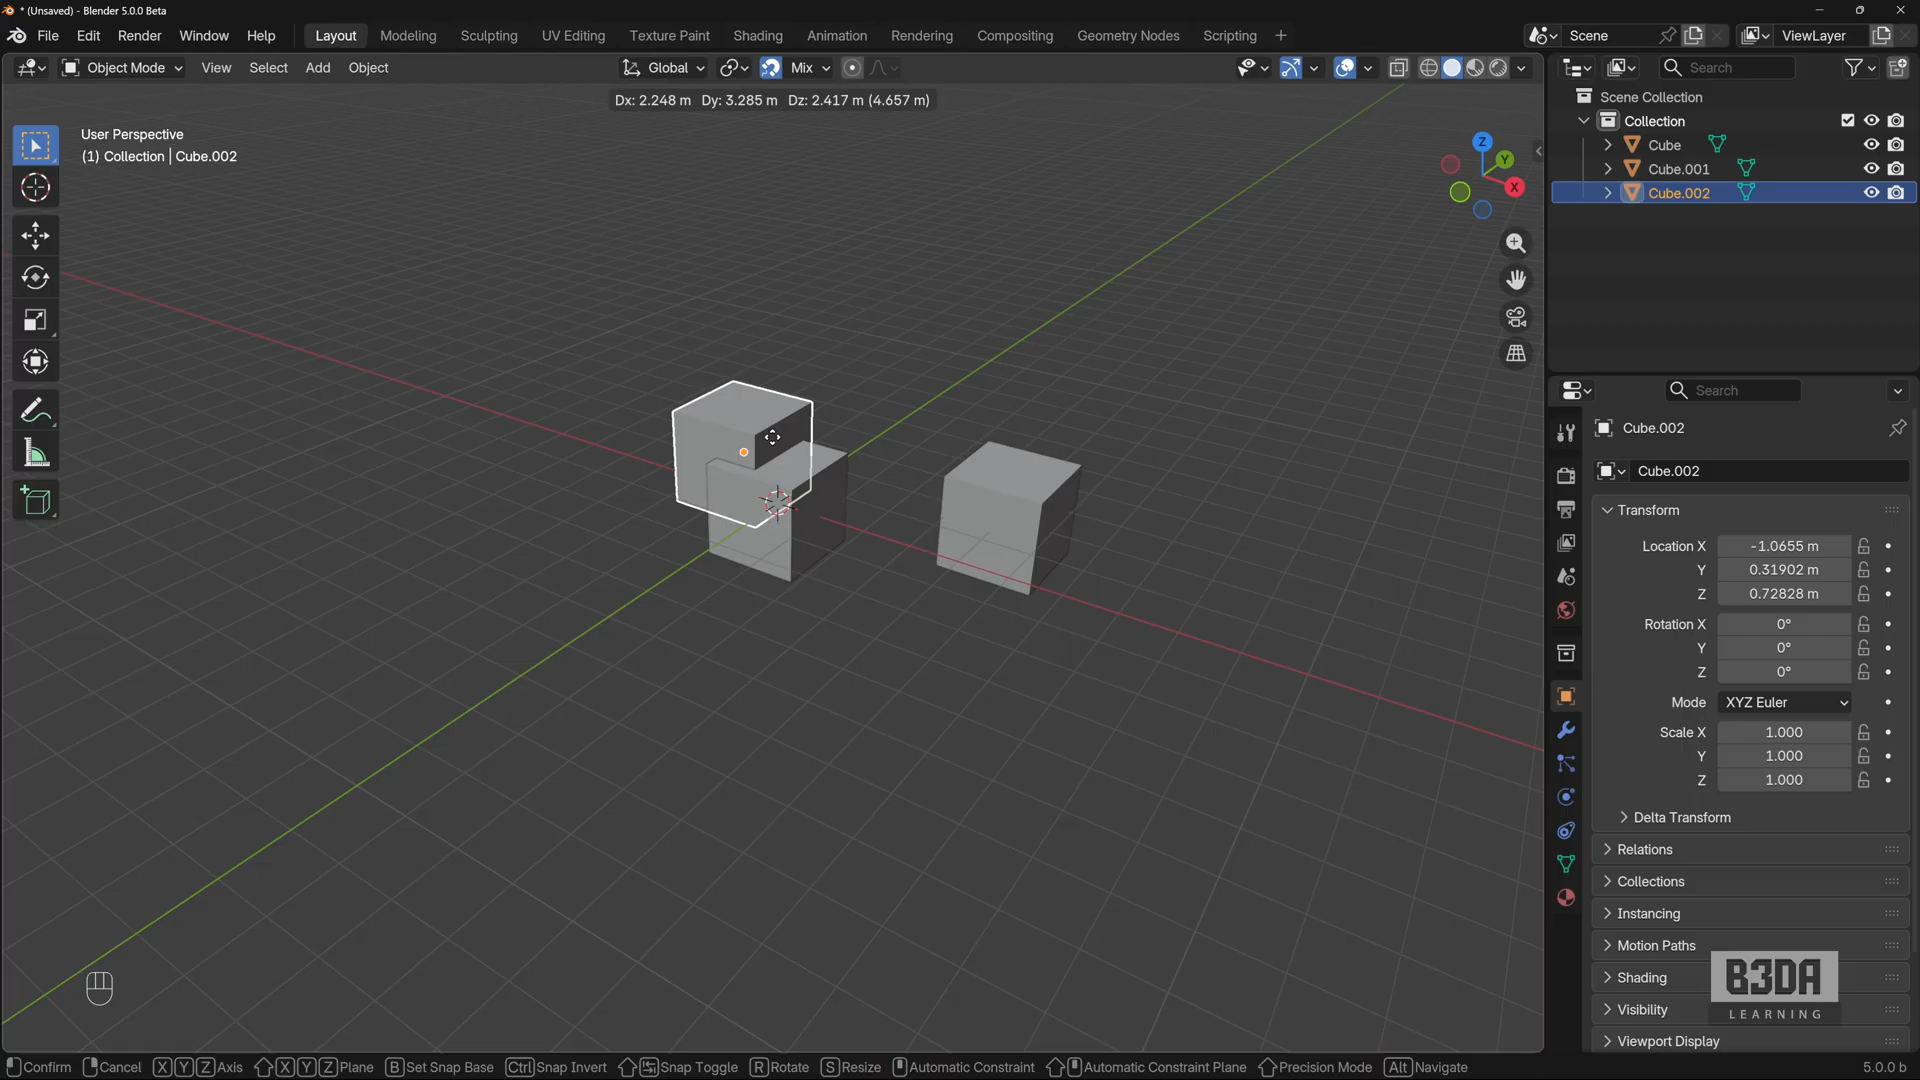 * (Unsaved) - Blender 5.0.0 Beta
File Edit Render Window Help Layout Modeling Sculpting UV Editing Texture Paint Shading Animation Rendering Compositing Geometry Nodes Scripting + Scene ViewLayer
Object Mode View Select Add Object Global Mix Search
Dx: 2.248 m Dy: 3.285 m Dz: 2.417 m (4.657 m)
User Perspective
(1) Collection | Cube.002
Z
Y
X
Scene Collection
Collection
Cube
Cube.001
Cube.002
Search
Cube.002
Cube.002
Transform
Location X -1.0655 m
Y 0.31902 m
Z 0.72828 m
Rotation X 0°
Y 0°
Z 0°
Mode XYZ Euler
Scale X 1.000
Y 1.000
Z 1.000
Delta Transform
Relations
Collections
Instancing
Motion Paths
Shading
Visibility
Viewport Display
B3DA
LEARNING
Confirm Cancel X Y Z Axis X Y Z Plane B Set Snap Base Ctrl Snap Invert Snap Toggle R Rotate S Resize Automatic Constraint Automatic Constraint Plane Precision Mode Alt Navigate 5.0.0 b